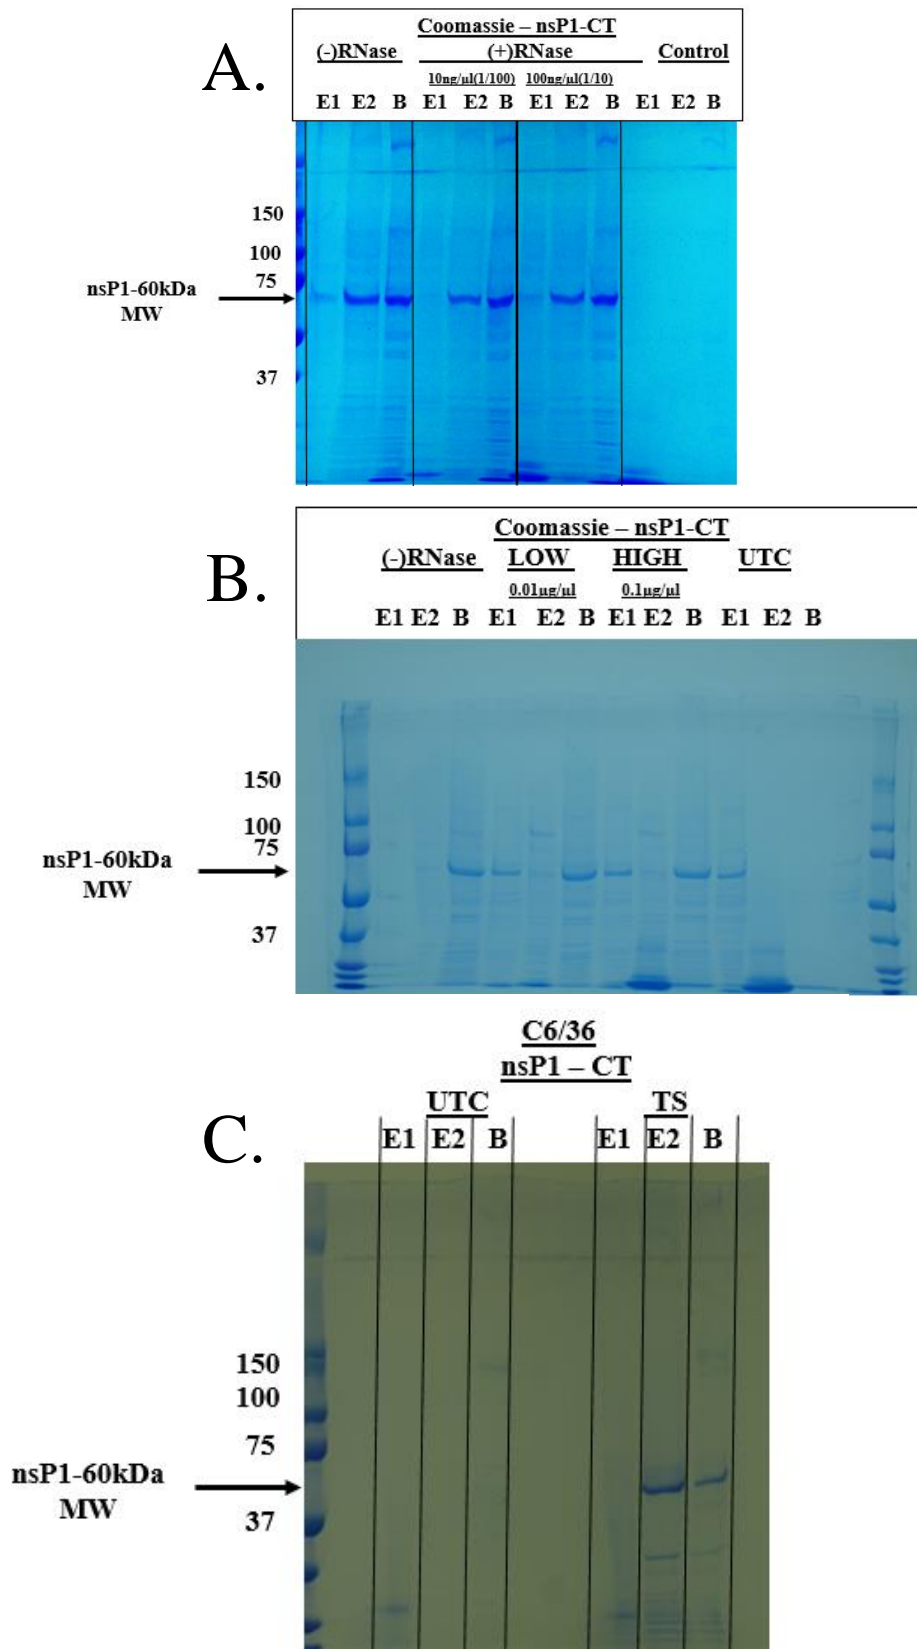 A.
Coomassie – nsP1-CT
(-)RNase (+)RNase Control
10ng/µl(1/100) 100ng/µl(1/10)
E1 E2 B E1 E2 B E1 E2 B E1 E2 B
150
100
75
nsP1-60kDa
MW
37
B.
Coomassie – nsP1-CT
(-)RNase LOW HIGH UTC
0.01µg/µl 0.1µg/µl
E1 E2 B E1 E2 B E1 E2 B E1 E2 B
150
100
75
nsP1-60kDa
MW
37
C.
C6/36
nsP1 – CT
UTC TS
E1 E2 B E1 E2 B
150
100
75
nsP1-60kDa
MW
37